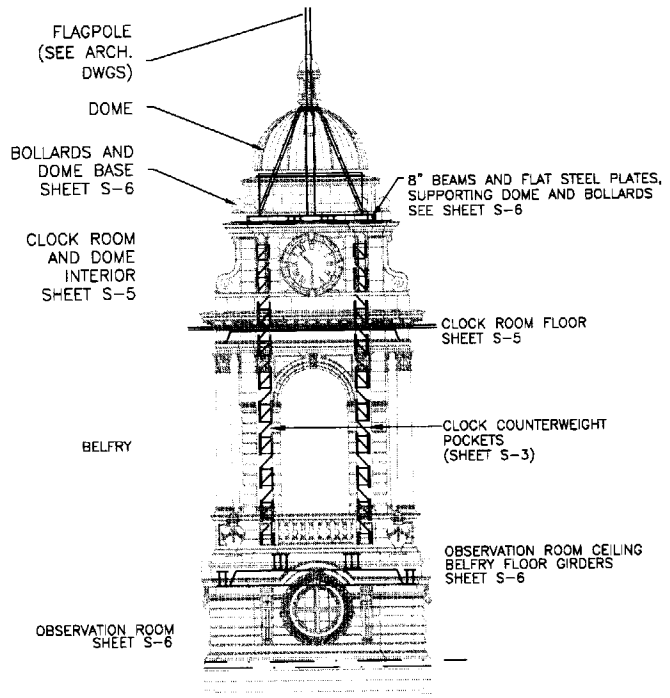 FLAGPOLE
(SEE ARCH.
DWGS)
DOME
BOLLARDS AND
DOME BASE
SHEET S-6
8" BEAMS AND FLAT STEEL PLATES,
SUPPORTING DOME AND BOLLARDS
SEE SHEET S-6
CLOCK ROOM
AND DOME
INTERIOR
SHEET S-5
CLOCK ROOM FLOOR
SHEET S-5
BELFRY
CLOCK COUNTERWEIGHT
POCKETS
(SHEET S-3)
OBSERVATION ROOM CEILING
BELFRY FLOOR GIRDERS
SHEET S-6
OBSERVATION ROOM
SHEET S-6